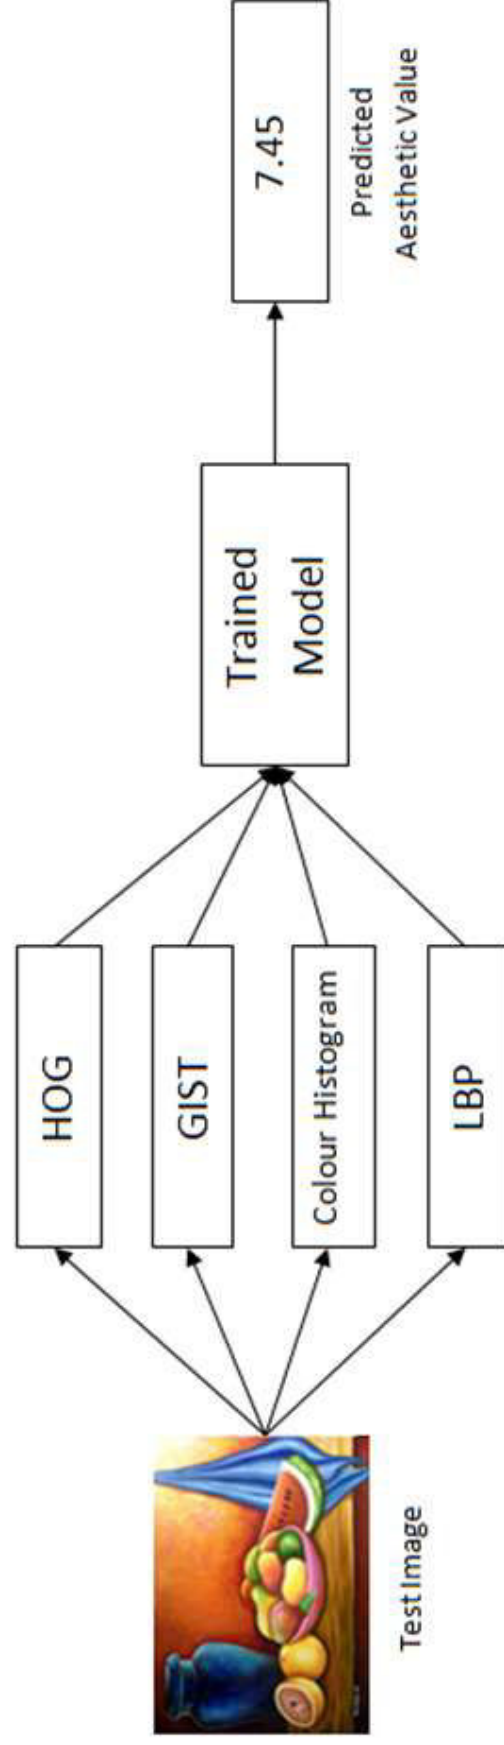 Test Image
HOG
GIST
Colour Histogram
LBP
Trained
Model
7.45
Predicted
Aesthetic Value